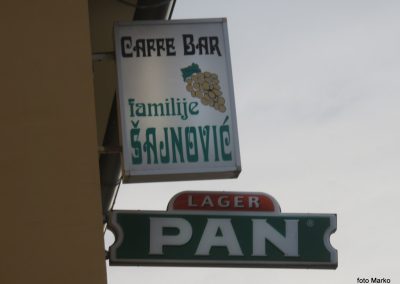 CAFFE BAR
familije
ŠAJNOVIĆ
LAGER
PAN®
foto Marko